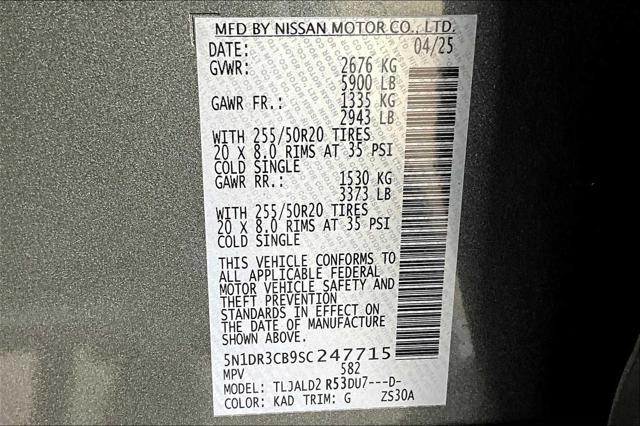 MFD BY NISSAN MOTOR CO., LTD.
DATE: 04/25
GVWR: 2676 KG
5900 LB
GAWR FR.: 1335 KG
2943 LB
WITH 255/50R20 TIRES
20 X 8.0 RIMS AT 35 PSI
COLD SINGLE
GAWR RR.: 1530 KG
3373 LB
WITH 255/50R20 TIRES
20 X 8.0 RIMS AT 35 PSI
COLD SINGLE
THIS VEHICLE CONFORMS TO
ALL APPLICABLE FEDERAL
MOTOR VEHICLE SAFETY AND
THEFT PREVENTION
STANDARDS IN EFFECT ON
THE DATE OF MANUFACTURE
SHOWN ABOVE.
5N1DR3CB9SC247715
MPV 582
MODEL: TLJALD2 R53DU7---D-
COLOR: KAD TRIM: G ZS30A